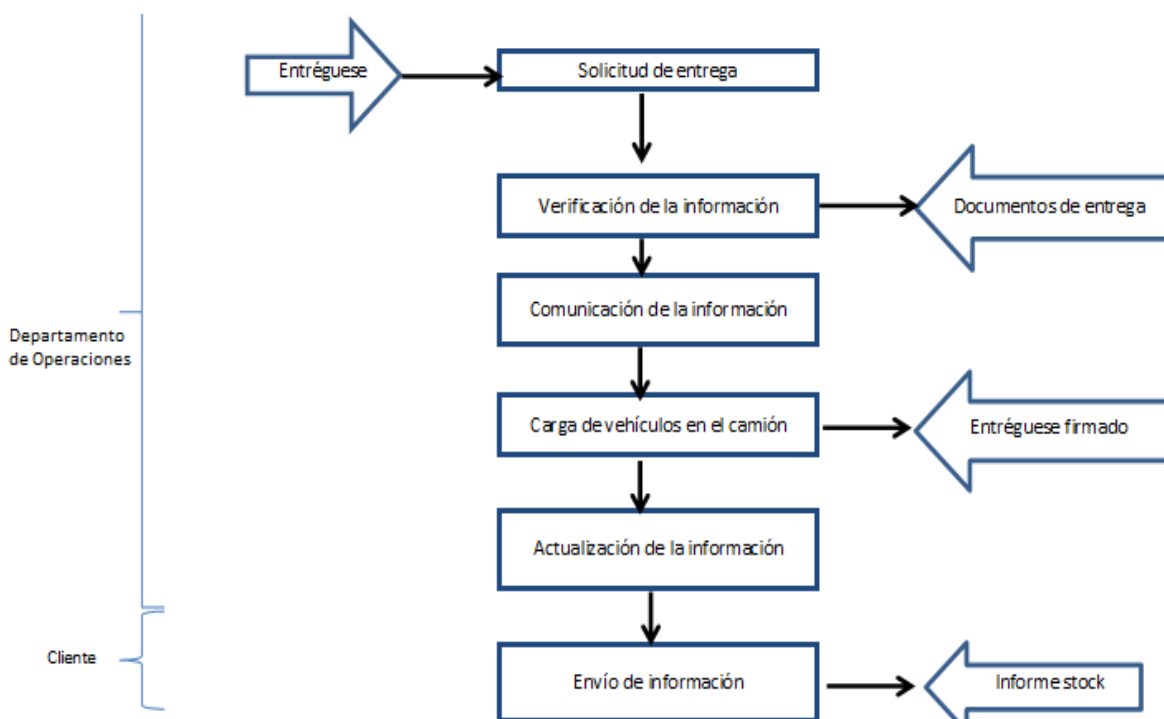 Entréguese
Solicitud de entrega
Verificación de la información
Documentos de entrega
Comunicación de la información
Departamento
de Operaciones
Carga de vehículos en el camión
Entréguese firmado
Actualización de la información
Cliente
Envío de información
Informe stock